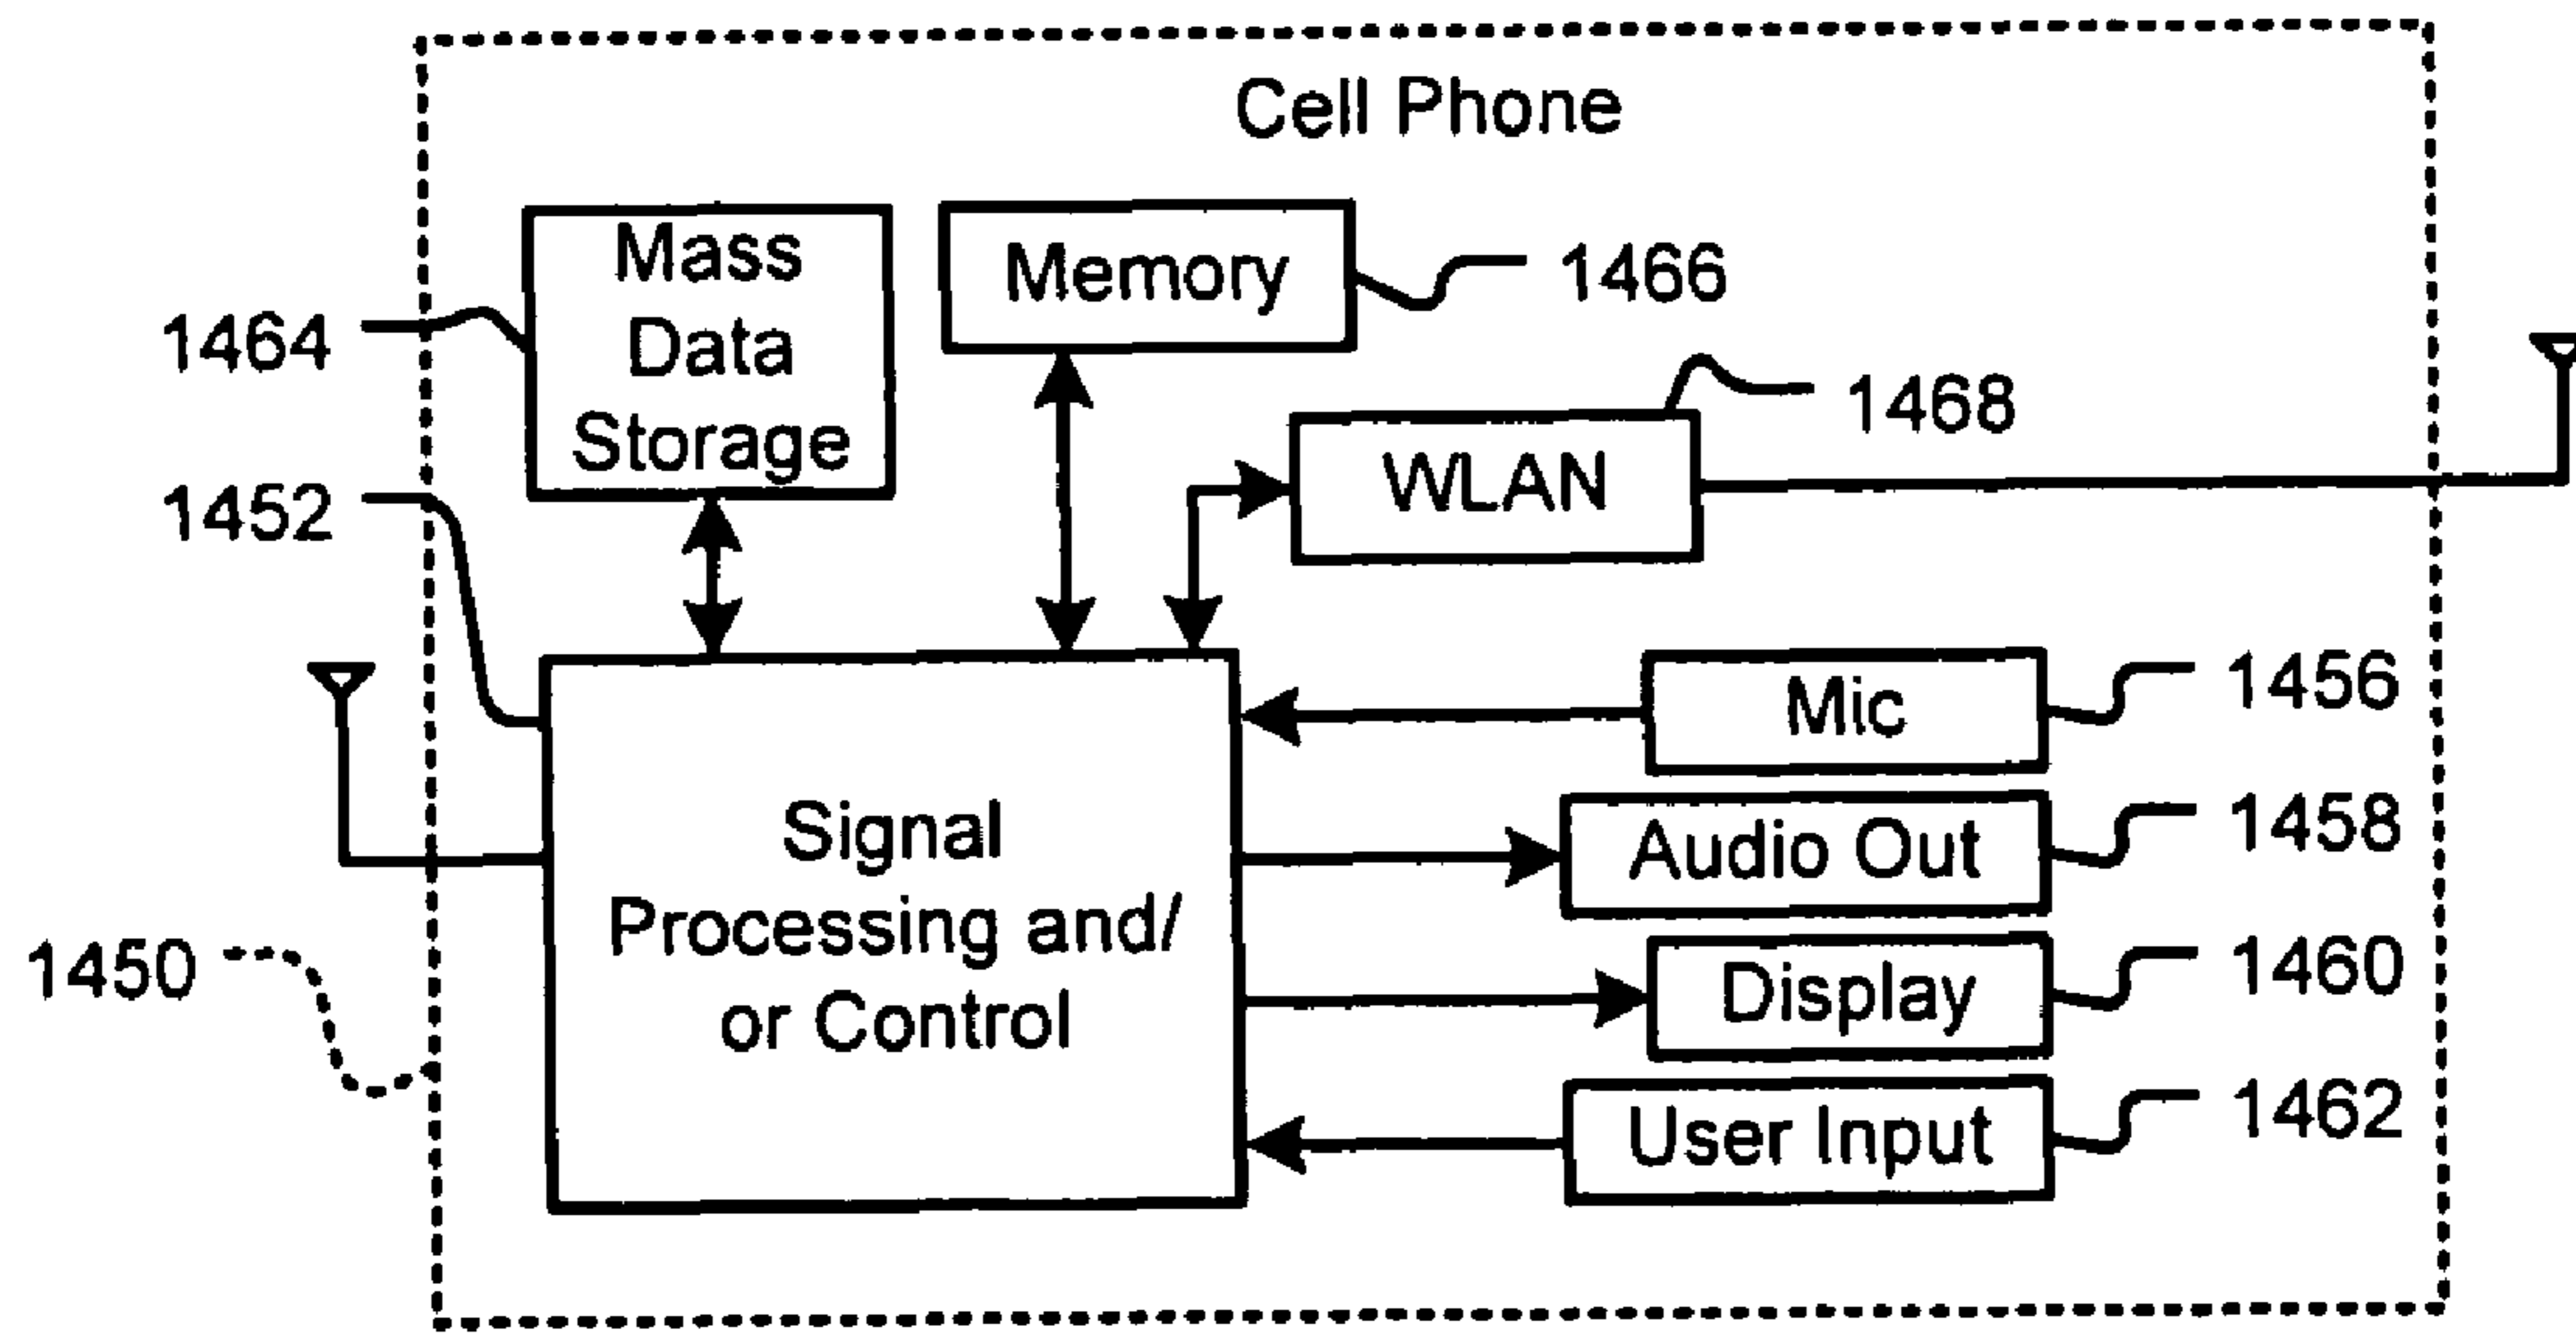 Cell Phone
Mass
Data
Storage
Memory
1466
1464
1468
WLAN
1452
Mic
1456
Signal
Processing and/
or Control
Audio Out
1458
1450
Display
1460
User Input
1462